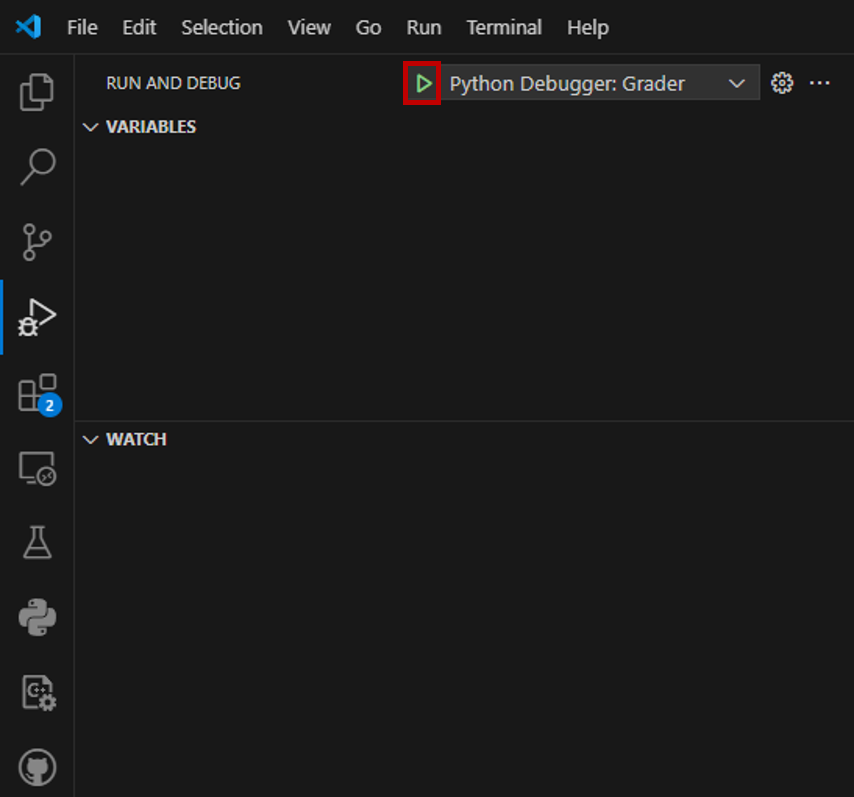 File Edit Selection View Go Run Terminal Help
RUN AND DEBUG Python Debugger: Grader
VARIABLES
2
WATCH
C++